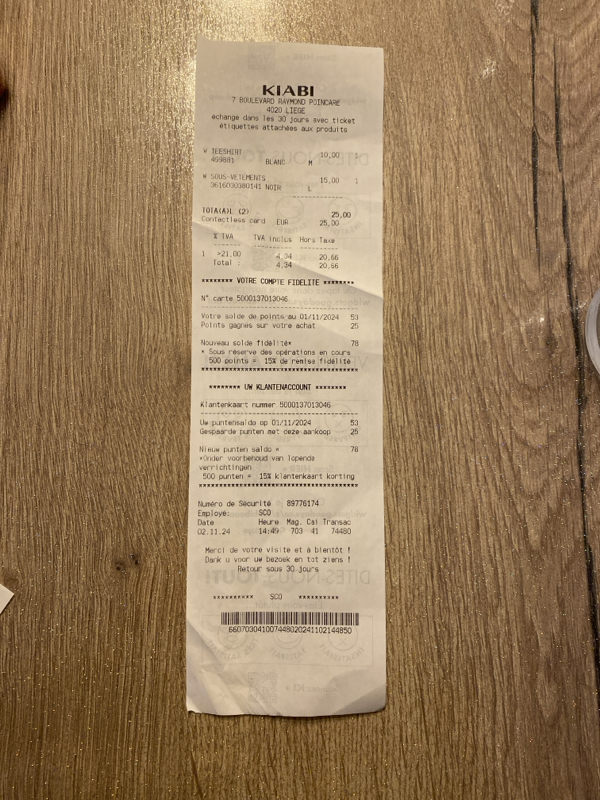 KIABI
7 BOULEVARD RAYMOND POINCARE
4020 LIEGE
echange dans les 30 jours avec ticket
étiquettes attachées aux produits
W TEESHIRT 10,00 1
469881 BLANC M
W SOUS-VETEMENTS 15,00 1
3616030380141 NOIR L
TOTA(A)L (2) 25,00
Contactless card EUR 25,00
% TVA TVA inclus Hors Taxe
1 >21,00 4,34 20,66
Total : 4,34 20,66
******** VOTRE COMPTE FIDELITE ********
N° carte 5000137013046
Votre solde de points au 01/11/2024 53
Points gagnés sur votre achat 25
Nouveau solde fidélité* 78
* Sous réserve des opérations en cours
500 points = 15% de remise fidélité
******** UW KLANTENACCOUNT ********
Klantenkaart nummer 5000137013046
Uw puntensaldo op 01/11/2024 53
Gespaarde punten met deze aankoop 25
Nieuw punten saldo * 78
*Onder voorbehoud van lopende
verrichtingen
500 punten = 15% klantenkaart korting
Numéro de Sécurité 89776174
Employé: SCO
Date Heure Mag. Cai Transac
02.11.24 14:49 703 41 74480
Merci de votre visite et à bientôt !
Dank u voor uw bezoek en tot ziens !
Retour sous 30 jours
********** SCO **********
660703041007448020241102144850